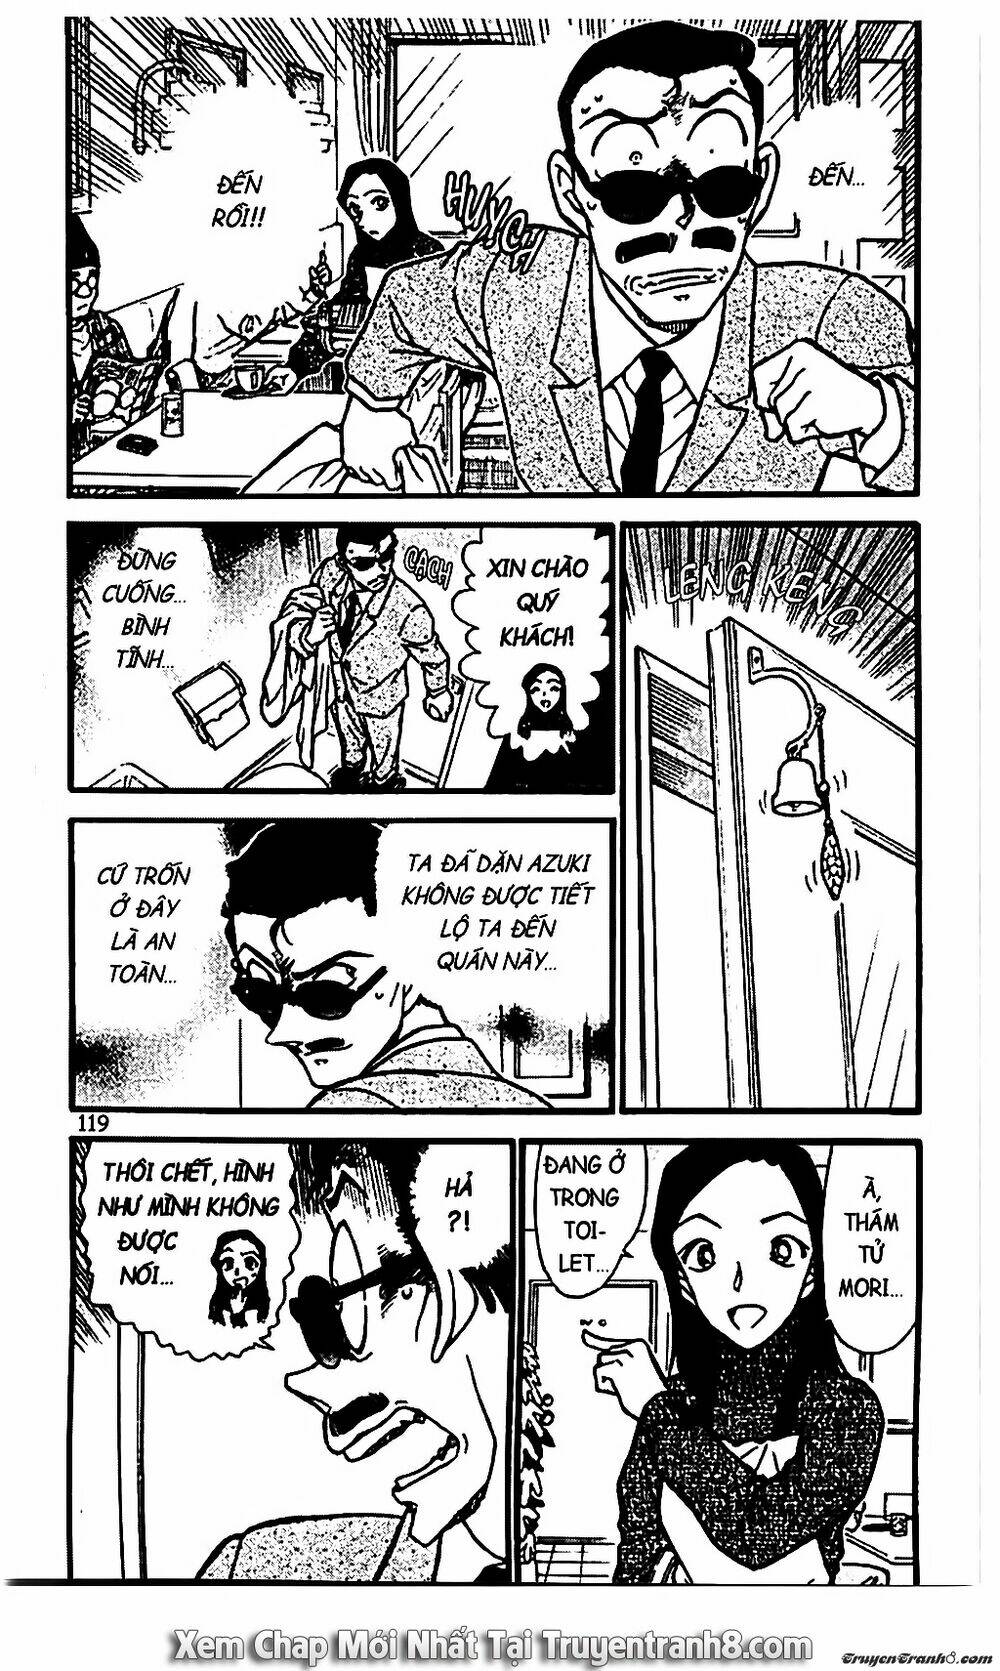 ĐẾN...
ĐẾN
RỒI!!
HUỴCH
LENG KENG
XIN CHÀO
QUÝ
KHÁCH!
CẠCH
ĐỪNG
CUỐNG...
BÌNH
TĨNH...
TA ĐÃ DẶN AZUKI
KHÔNG ĐƯỢC TIẾT
LỘ TA ĐẾN
QUÁN NÀY...
CỨ TRỐN
Ở ĐÂY
LÀ AN
TOÀN...
119
À,
THÁM
TỬ
MORI...
ĐANG Ở
TRONG
TOI-
LET...
HẢ
?!
THÔI CHẾT, HÌNH
NHƯ MÌNH KHÔNG
ĐƯỢC
NÓI...
Xem Chap Mới Nhất Tại Truyentranh8.com
TruyenTranh8.com